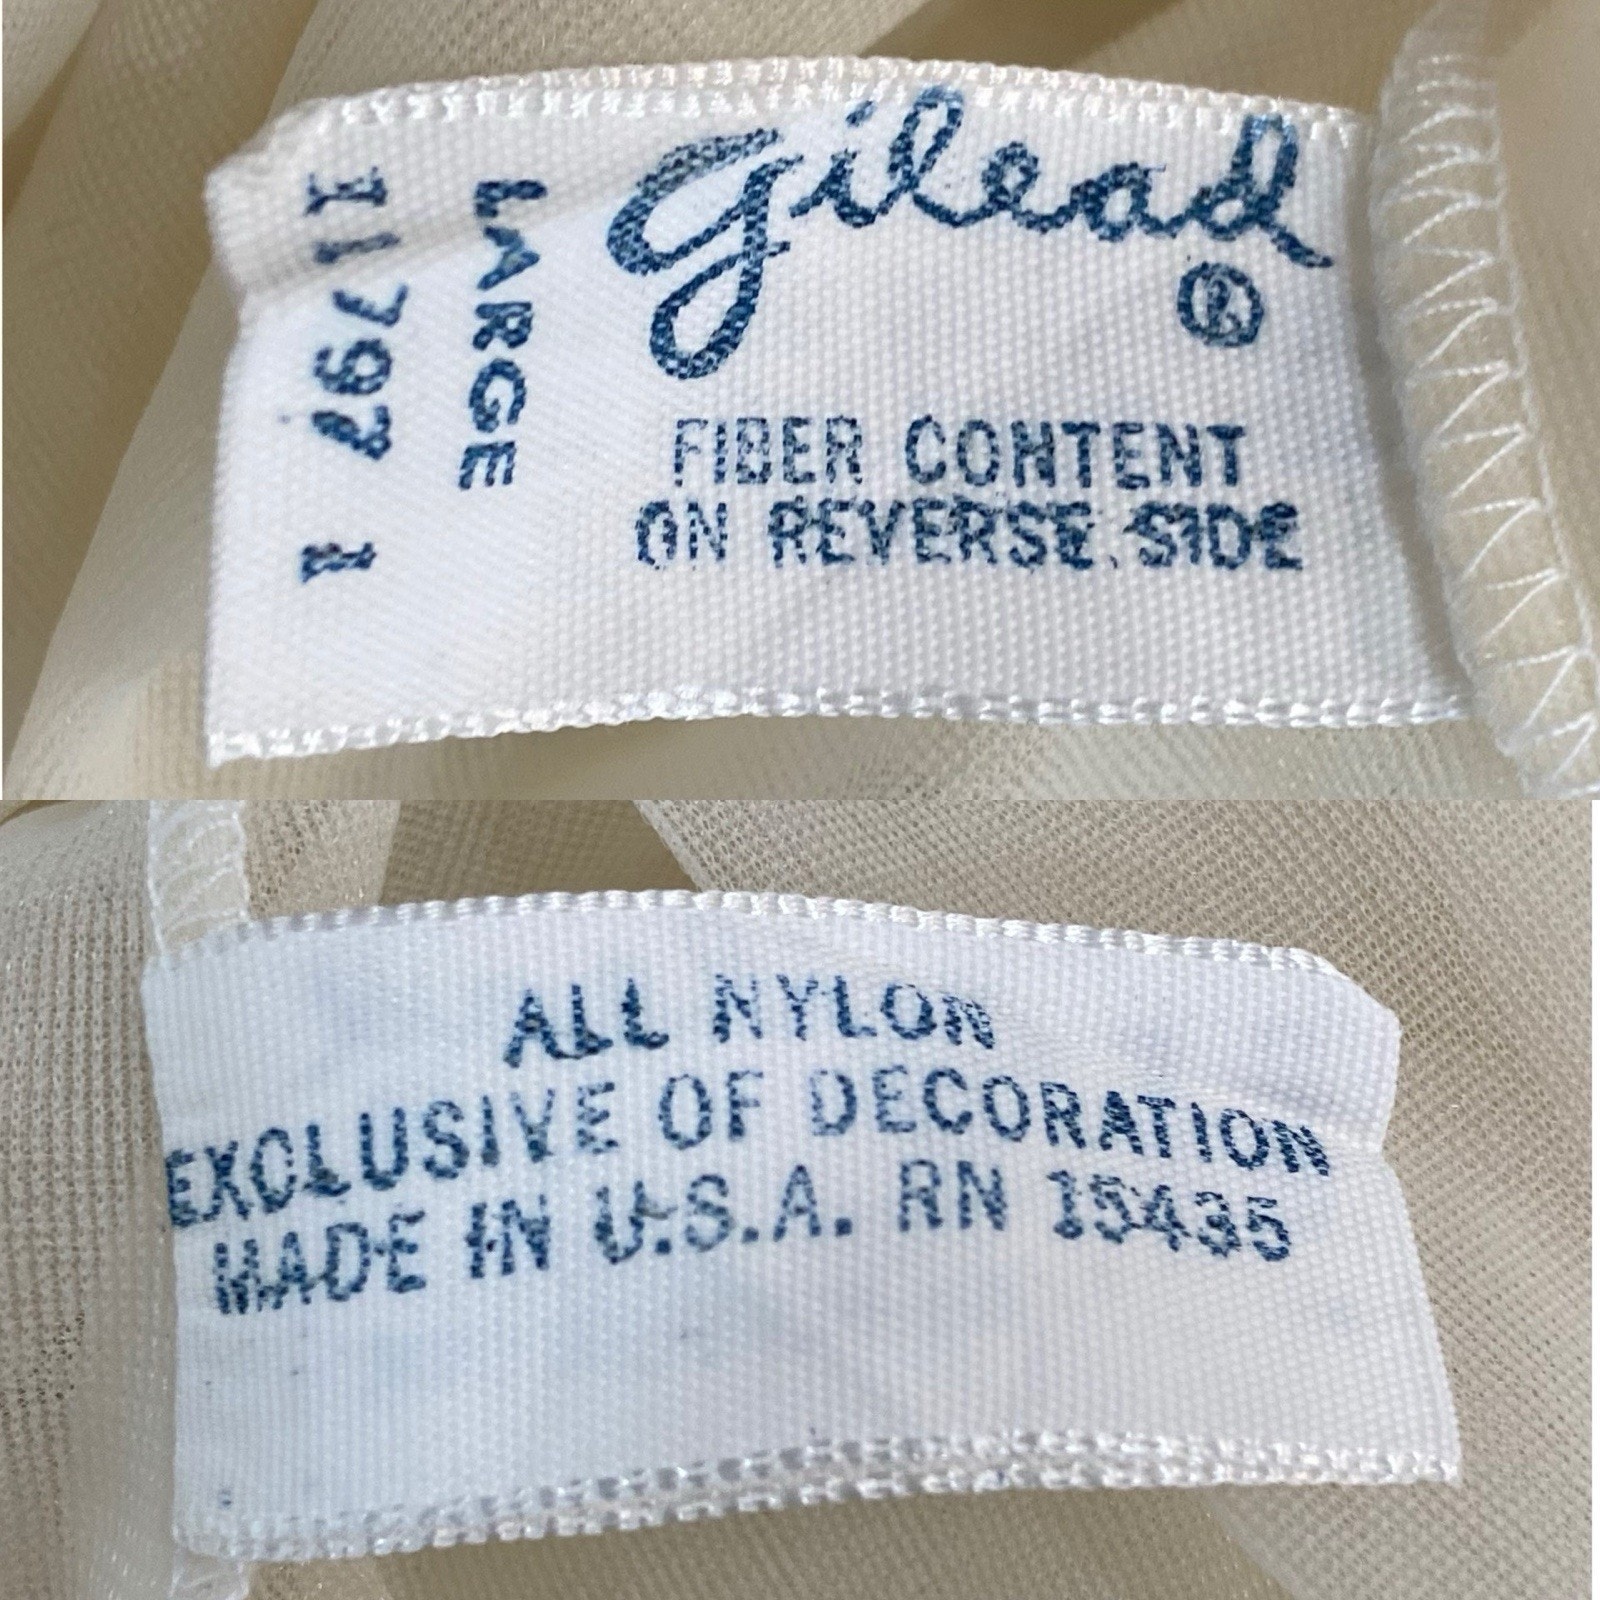 gilead
®
FIBER CONTENT
ON REVERSE SIDE
LARGE
11797 1
ALL NYLON
EXCLUSIVE OF DECORATION
MADE IN U.S.A. RN 15435